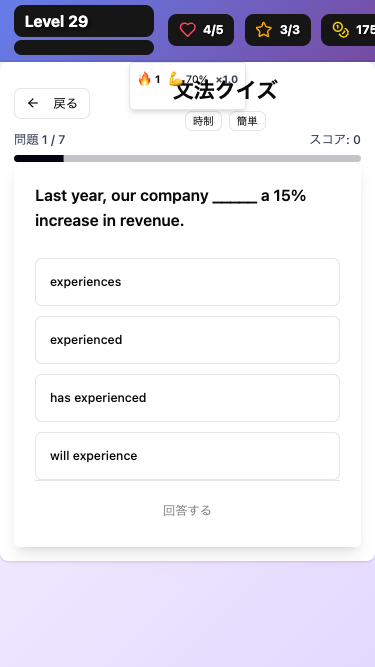 Level 29
4/5
3/3
175
🔥 1 💪 70% ×1.0
文法クイズ
← 戻る
時制
簡単
問題 1 / 7
スコア: 0
Last year, our company _____ a 15%
increase in revenue.
experiences
experienced
has experienced
will experience
回答する